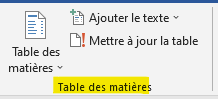 Table des
matières
Ajouter le texte
Mettre à jour la table
Table des matières